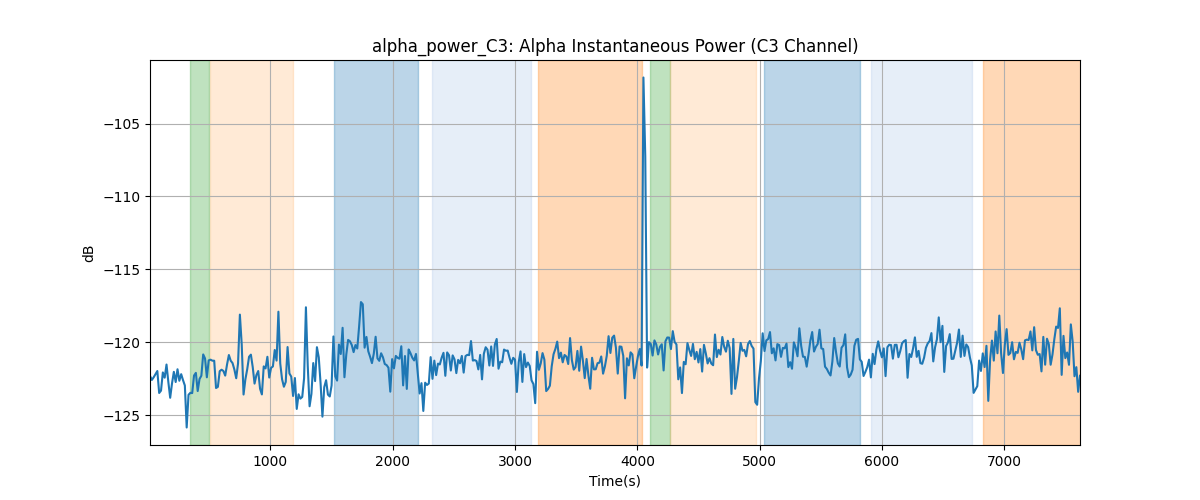 alpha_power_C3: Alpha Instantaneous Power (C3 Channel)
dB
−105
−110
−115
−120
−125
1000 2000 3000 4000 5000 6000 7000
Time(s)